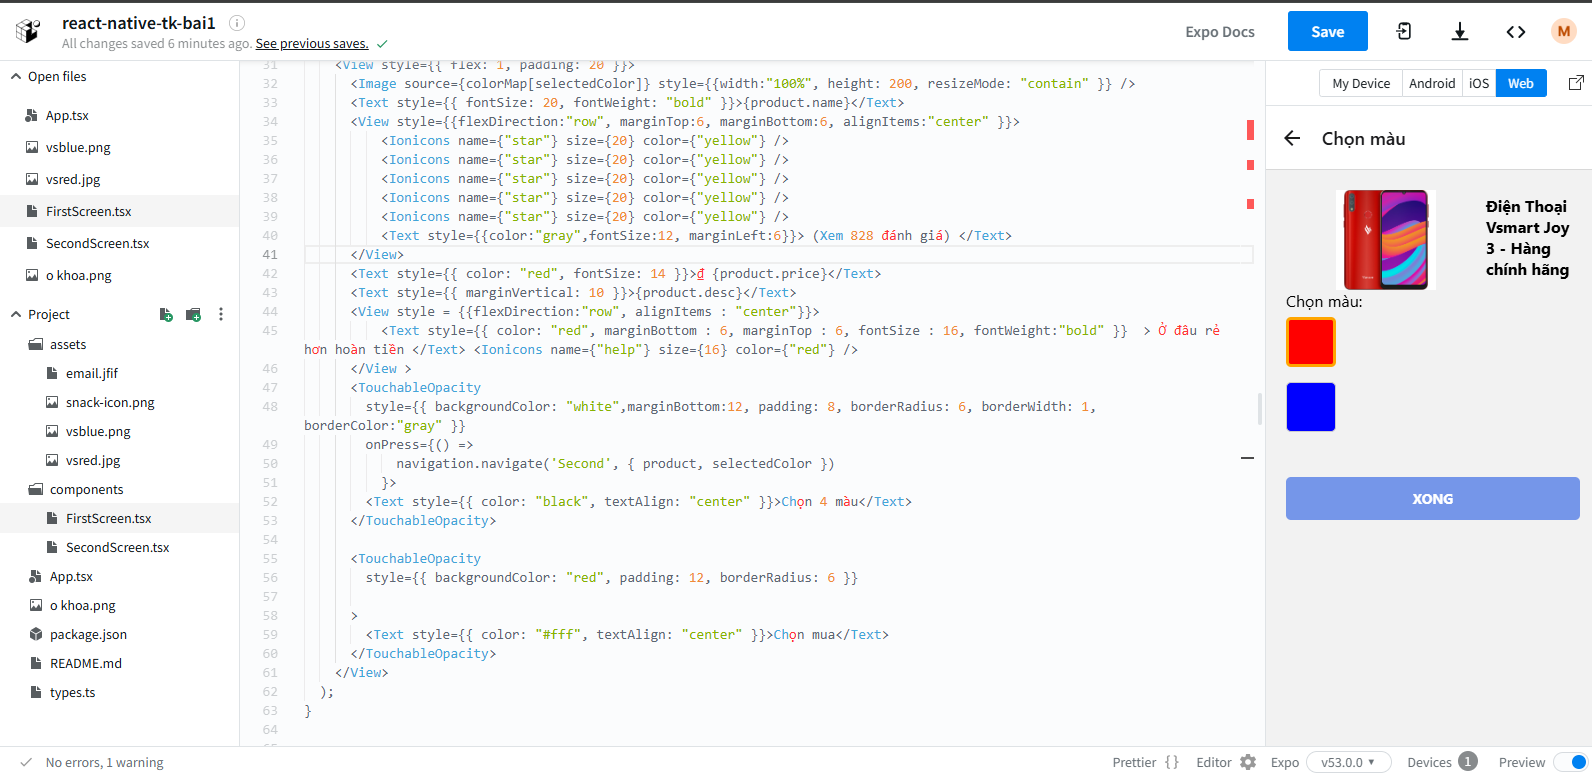 react-native-tk-bai1
All changes saved 6 minutes ago. See previous saves.
Expo Docs
Save
M
Open files
App.tsx
vsblue.png
vsred.jpg
FirstScreen.tsx
SecondScreen.tsx
o khoa.png
Project
assets
email.jfif
snack-icon.png
vsblue.png
vsred.jpg
components
FirstScreen.tsx
SecondScreen.tsx
App.tsx
o khoa.png
package.json
README.md
types.ts
31 <View style={{ flex: 1, padding: 20 }}>
32 <Image source={colorMap[selectedColor]} style={{width:"100%", height: 200, resizeMode: "contain" }} />
33 <Text style={{ fontSize: 20, fontWeight: "bold" }}>{product.name}</Text>
34 <View style={{flexDirection:"row", marginTop:6, marginBottom:6, alignItems:"center" }}>
35 <Ionicons name={"star"} size={20} color={"yellow"} />
36 <Ionicons name={"star"} size={20} color={"yellow"} />
37 <Ionicons name={"star"} size={20} color={"yellow"} />
38 <Ionicons name={"star"} size={20} color={"yellow"} />
39 <Ionicons name={"star"} size={20} color={"yellow"} />
40 <Text style={{color:"gray",fontSize:12, marginLeft:6}}> (Xem 828 đánh giá) </Text>
41 </View>
42 <Text style={{ color: "red", fontSize: 14 }}>₫ {product.price}</Text>
43 <Text style={{ marginVertical: 10 }}>{product.desc}</Text>
44 <View style = {{flexDirection:"row", alignItems : "center"}}>
45 <Text style={{ color: "red", marginBottom : 6, marginTop : 6, fontSize : 16, fontWeight:"bold" }}  > Ở đâu rẻ
hơn hoàn tiền </Text> <Ionicons name={"help"} size={16} color={"red"} />
46 </View >
47 <TouchableOpacity
48 style={{ backgroundColor: "white",marginBottom:12, padding: 8, borderRadius: 6, borderWidth: 1,
borderColor:"gray" }}
49 onPress={() =>
50 navigation.navigate('Second', { product, selectedColor })
51 }>
52 <Text style={{ color: "black", textAlign: "center" }}>Chọn 4 màu</Text>
53 </TouchableOpacity>
54
55 <TouchableOpacity
56 style={{ backgroundColor: "red", padding: 12, borderRadius: 6 }}
57
58 >
59 <Text style={{ color: "#fff", textAlign: "center" }}>Chọn mua</Text>
60 </TouchableOpacity>
61 </View>
62 );
63 }
64
My Device Android iOS Web
Chọn màu
Điện Thoại
Vsmart Joy
3 - Hàng
chính hãng
Chọn màu:
XONG
No errors, 1 warning
Prettier {} Editor Expo v53.0.0 Devices 1 Preview